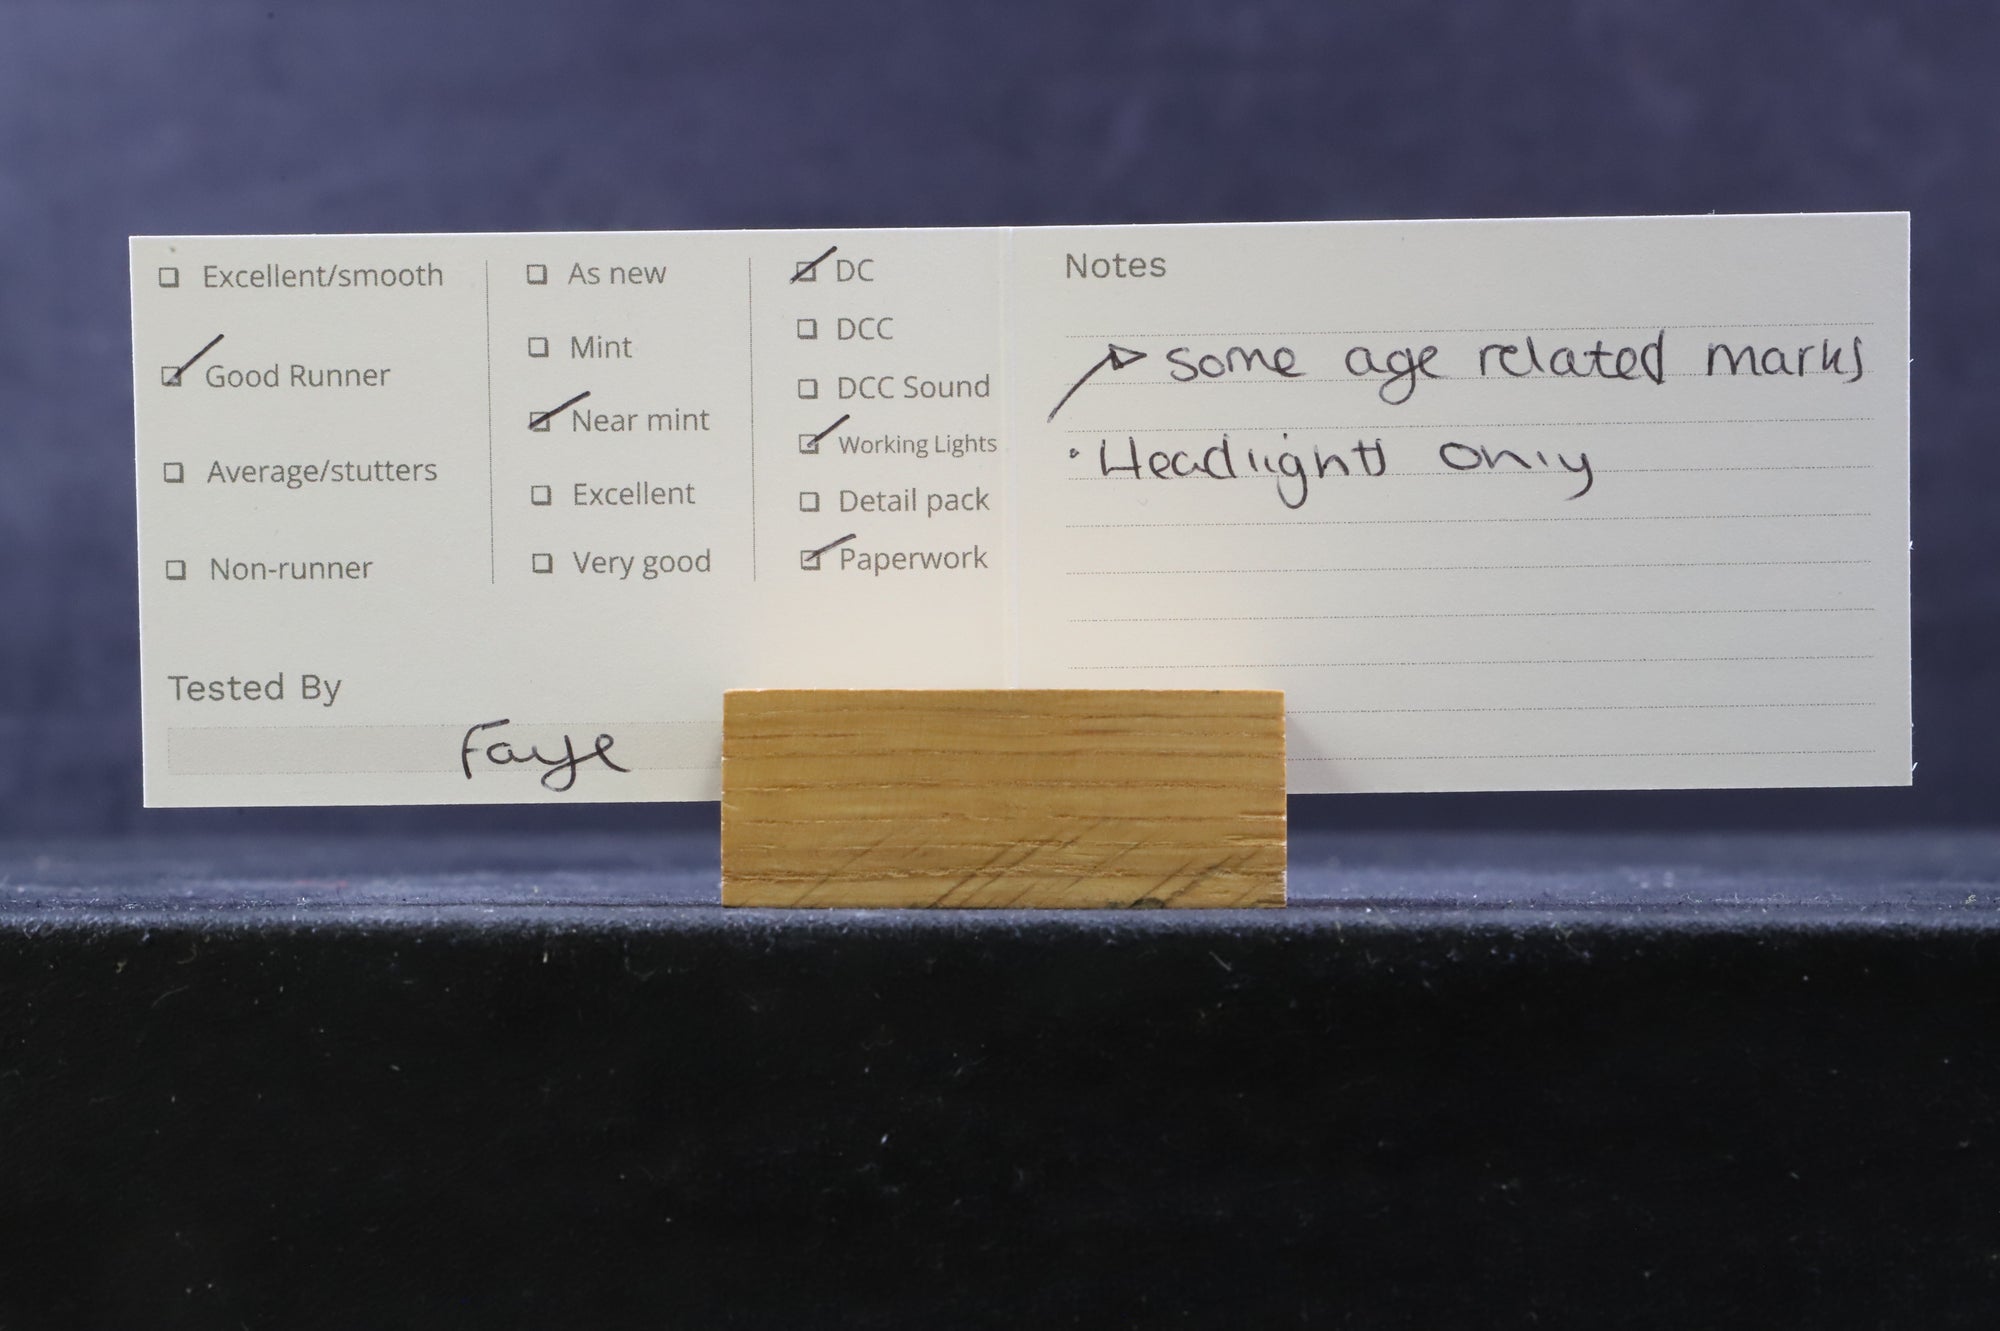 Excellent/smooth
Good Runner
Average/stutters
Non-runner
As new
Mint
Near mint
Excellent
Very good
DC
DCC
DCC Sound
Working Lights
Detail pack
Paperwork
Tested By
Faye
Notes
some age related marks
• Headlights only